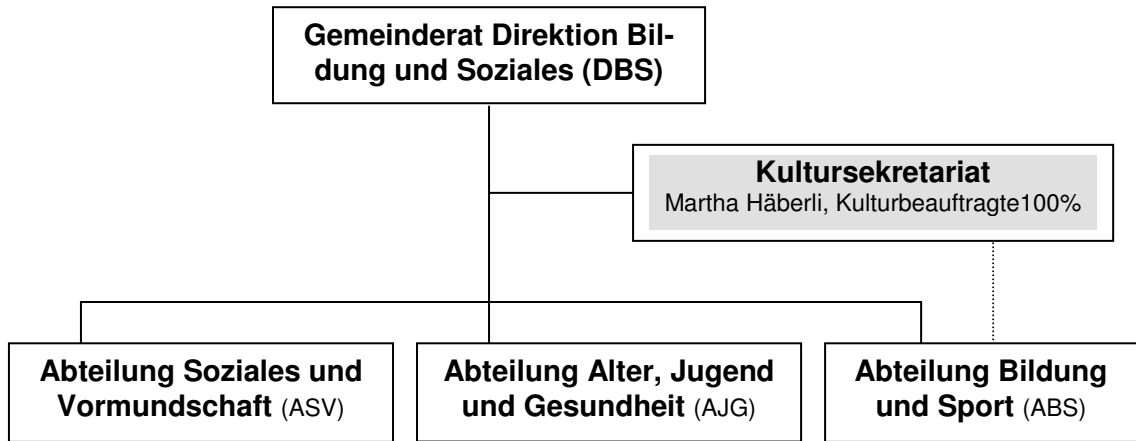 Gemeinderat Direktion Bil-
dung und Soziales (DBS)
Kultursekretariat
Martha Häberli, Kulturbeauftragte100%
Abteilung Soziales und
Vormundschaft (ASV)
Abteilung Alter, Jugend
und Gesundheit (AJG)
Abteilung Bildung
und Sport (ABS)